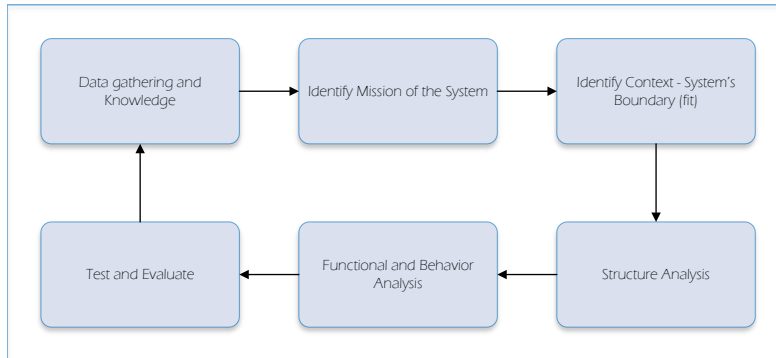 Data gathering and
Knowledge
Identify Mission of the System
Identify Context - System's
Boundary (fit)
Test and Evaluate
Functional and Behavior
Analysis
Structure Analysis